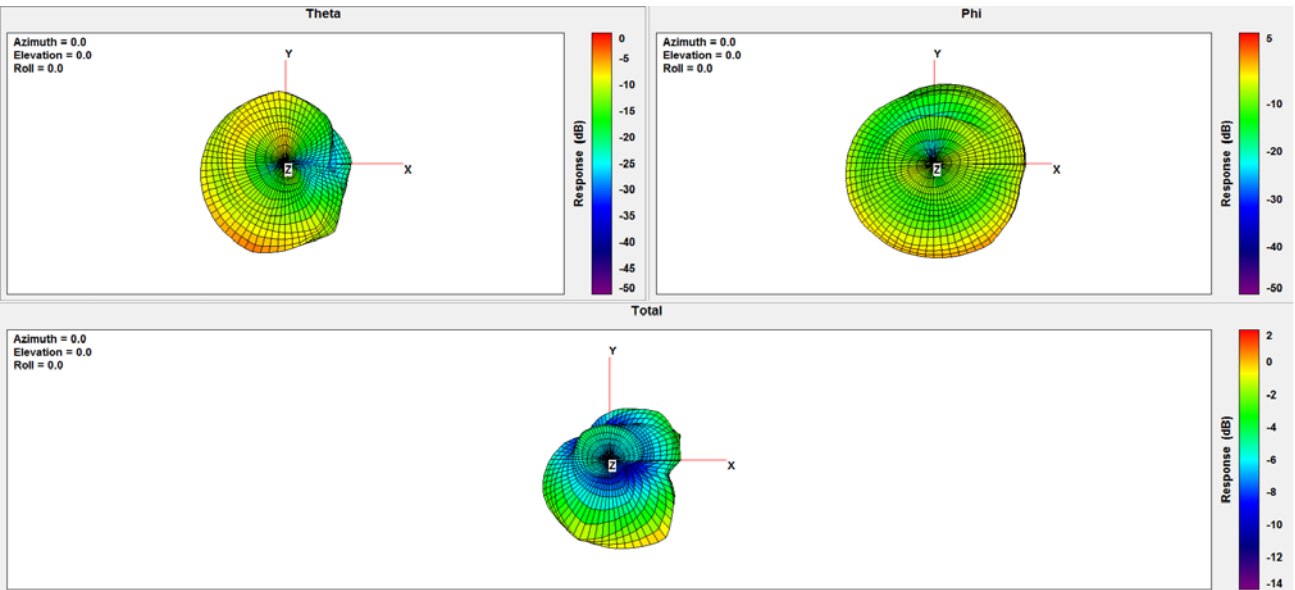 Theta
Azimuth = 0.0
Elevation = 0.0
Roll = 0.0
Y
X
Z
Response (dB)
0
-5
-10
-15
-20
-25
-30
-35
-40
-45
-50
Phi
Azimuth = 0.0
Elevation = 0.0
Roll = 0.0
Y
X
Z
Response (dB)
5
-10
-20
-30
-40
-50
Total
Azimuth = 0.0
Elevation = 0.0
Roll = 0.0
Y
X
Z
Response (dB)
2
0
-2
-4
-6
-8
-10
-12
-14